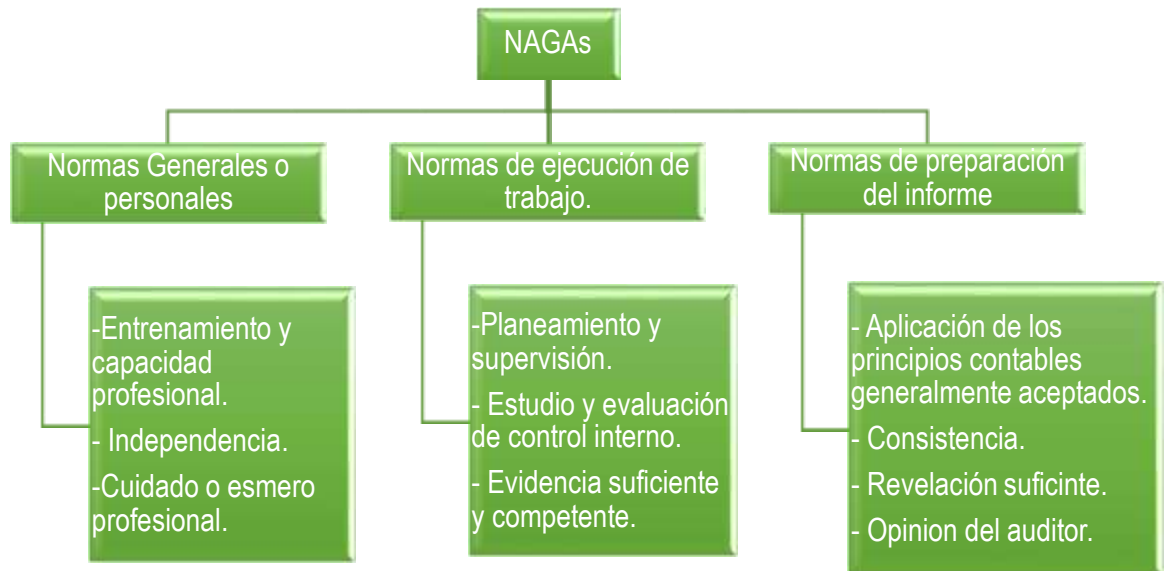 NAGAs
Normas Generales o
personales
Normas de ejecución de
trabajo.
Normas de preparación
del informe
-Entrenamiento y
capacidad
profesional.
- Independencia.
-Cuidado o esmero
profesional.
-Planeamiento y
supervisión.
- Estudio y evaluación
de control interno.
- Evidencia suficiente
y competente.
- Aplicación de los
principios contables
generalmente aceptados.
- Consistencia.
- Revelación suficinte.
- Opinion del auditor.